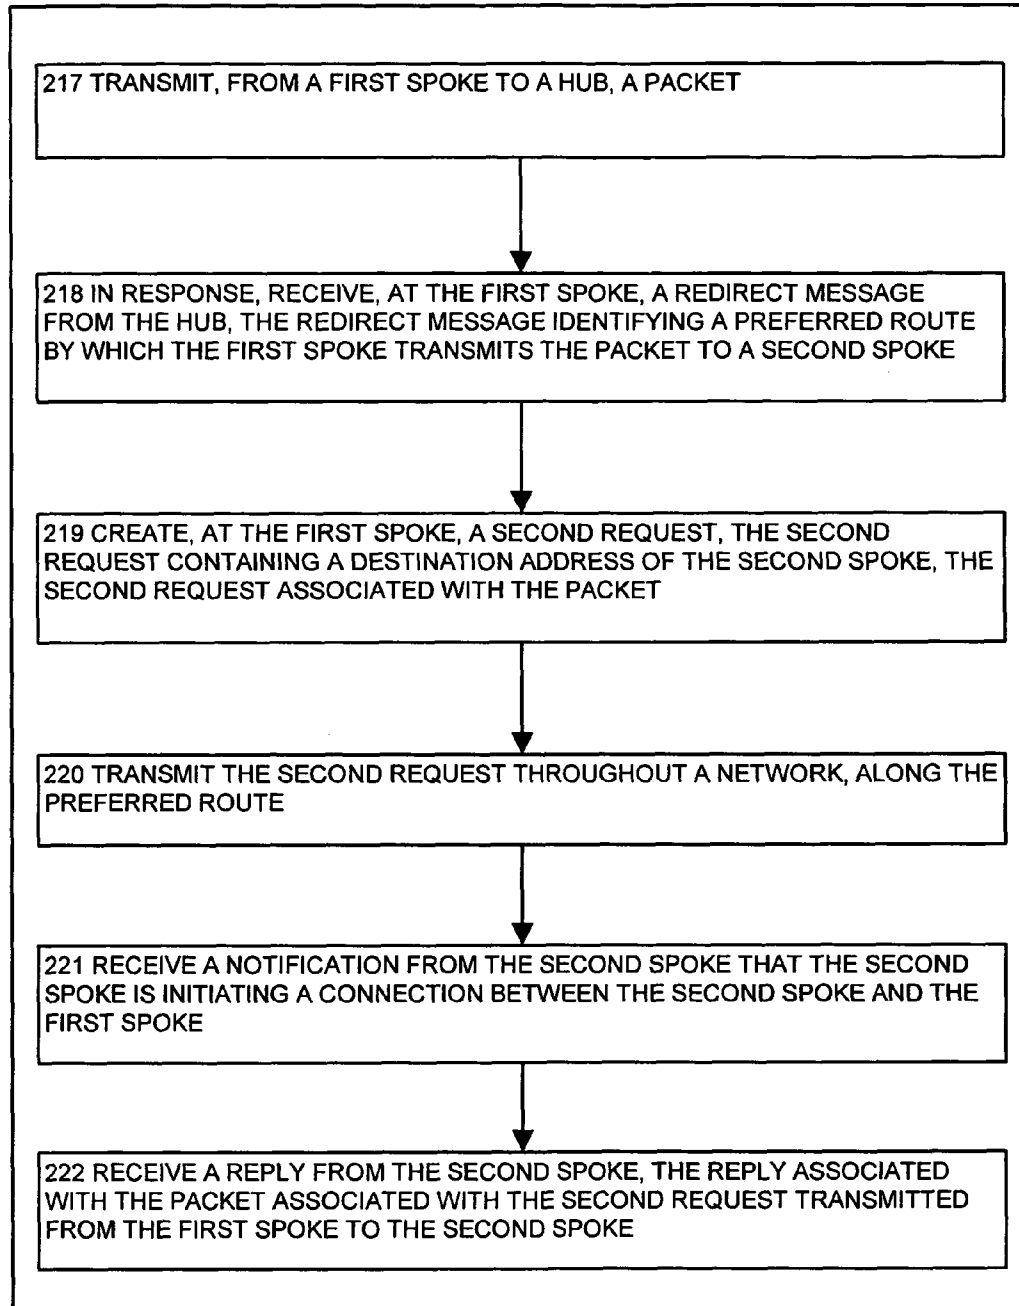 217 TRANSMIT, FROM A FIRST SPOKE TO A HUB, A PACKET
218 IN RESPONSE, RECEIVE, AT THE FIRST SPOKE, A REDIRECT MESSAGE
FROM THE HUB, THE REDIRECT MESSAGE IDENTIFYING A PREFERRED ROUTE
BY WHICH THE FIRST SPOKE TRANSMITS THE PACKET TO A SECOND SPOKE
219 CREATE, AT THE FIRST SPOKE, A SECOND REQUEST, THE SECOND
REQUEST CONTAINING A DESTINATION ADDRESS OF THE SECOND SPOKE, THE
SECOND REQUEST ASSOCIATED WITH THE PACKET
220 TRANSMIT THE SECOND REQUEST THROUGHOUT A NETWORK, ALONG THE
PREFERRED ROUTE
221 RECEIVE A NOTIFICATION FROM THE SECOND SPOKE THAT THE SECOND
SPOKE IS INITIATING A CONNECTION BETWEEN THE SECOND SPOKE AND THE
FIRST SPOKE
222 RECEIVE A REPLY FROM THE SECOND SPOKE, THE REPLY ASSOCIATED
WITH THE PACKET ASSOCIATED WITH THE SECOND REQUEST TRANSMITTED
FROM THE FIRST SPOKE TO THE SECOND SPOKE